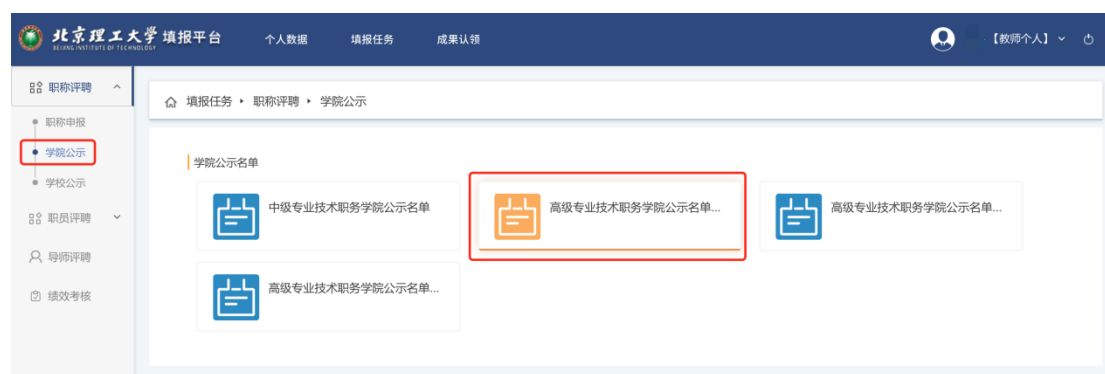 北京理工大学 填报平台 个人数据 填报任务 成果认领 【教师个人】
BEIJING INSTITUTE OF TECHNOLOGY
职称评聘
填报任务 职称评聘 学院公示
职称申报
学院公示
学校公示
职员评聘
导师评聘
绩效考核
学院公示名单
中级专业技术职务学院公示名单
高级专业技术职务学院公示名单...
高级专业技术职务学院公示名单...
高级专业技术职务学院公示名单...